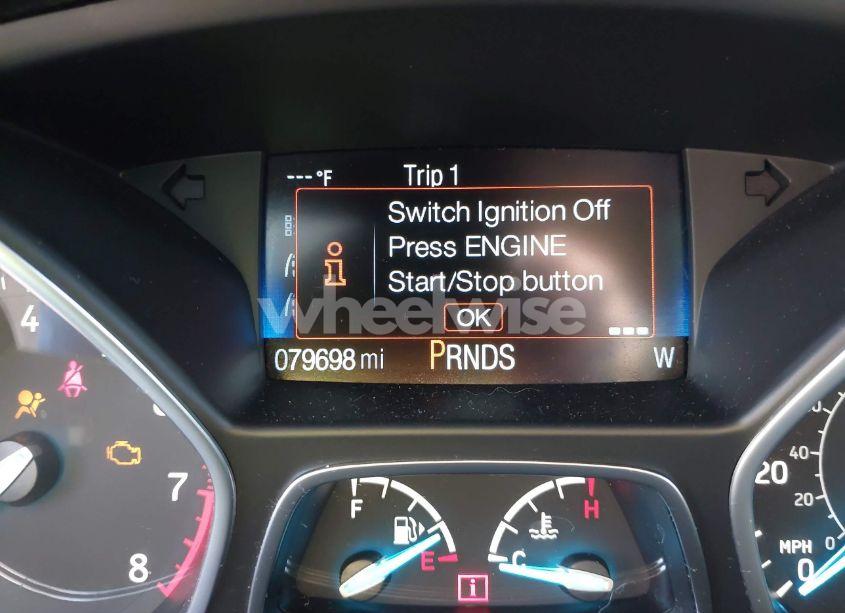 ---°F Trip 1
Switch Ignition Off
Press ENGINE
Start/Stop button
OK
---
079698 mi PRNDS W
wheelwise
4
7
8
F
E
H
C
i
20
40
20
0
MPH
0